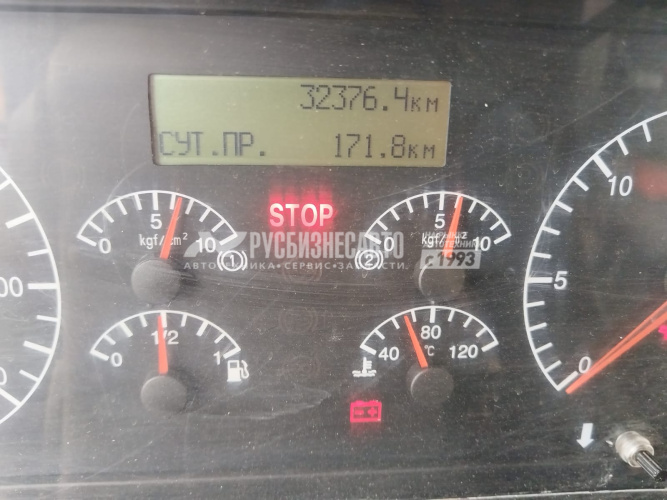 32376.4км
СУТ.ПР. 171.8км
STOP
0 5 10
kgf/cm²
1
0 5 10
kgf/
2
РУСБИЗНЕСАВТО
АВТОТЕХНИКА • СЕРВИС • ЗАПЧАСТИ
с 1993
0 1/2 1
40 80 120
°C
0 5 10